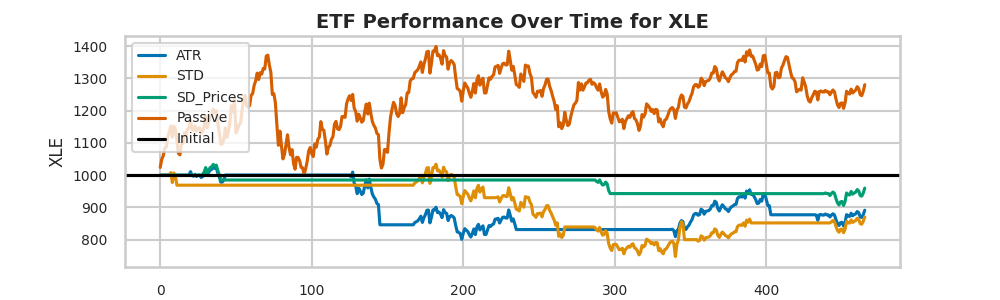 ETF Performance Over Time for XLE
XLE
1400
1300
1200
1100
1000
900
800
ATR
STD
SD_Prices
Passive
Initial
0
100
200
300
400